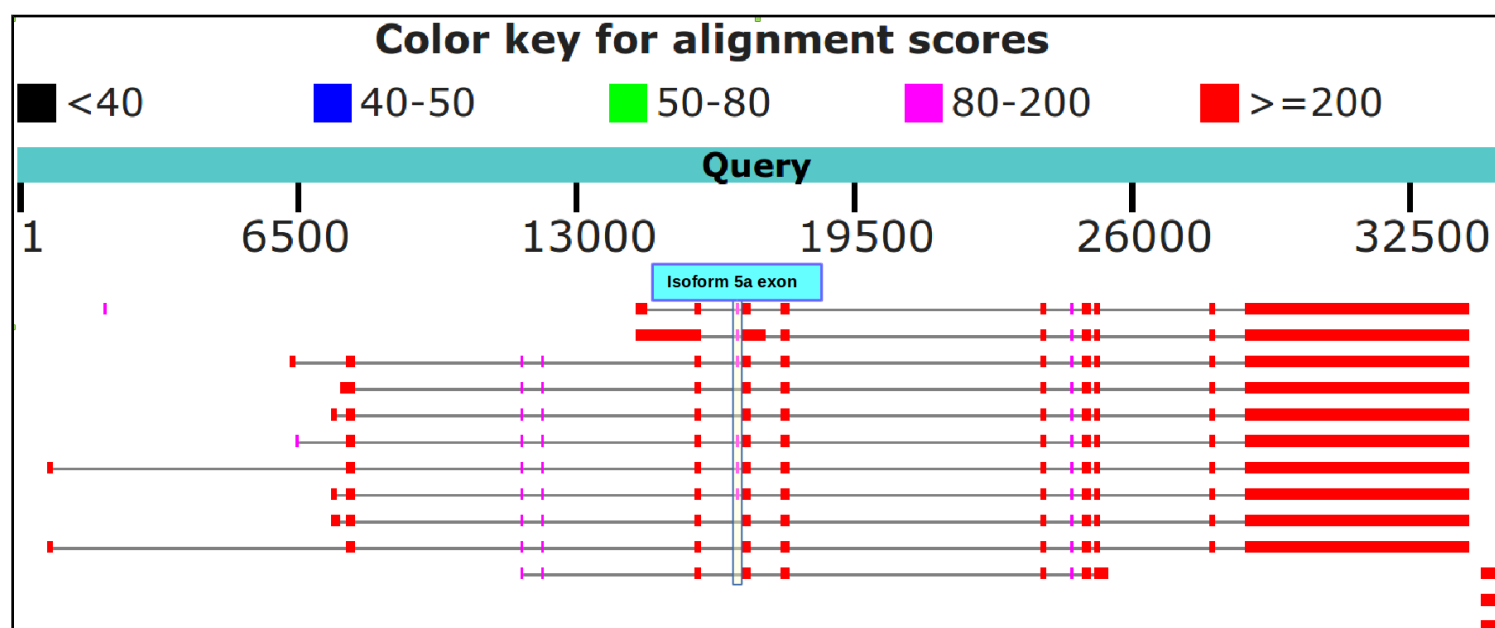 Color key for alignment scores
<40 40-50 50-80 80-200 >=200
Query
1 6500 13000 19500 26000 32500
Isoform 5a exon